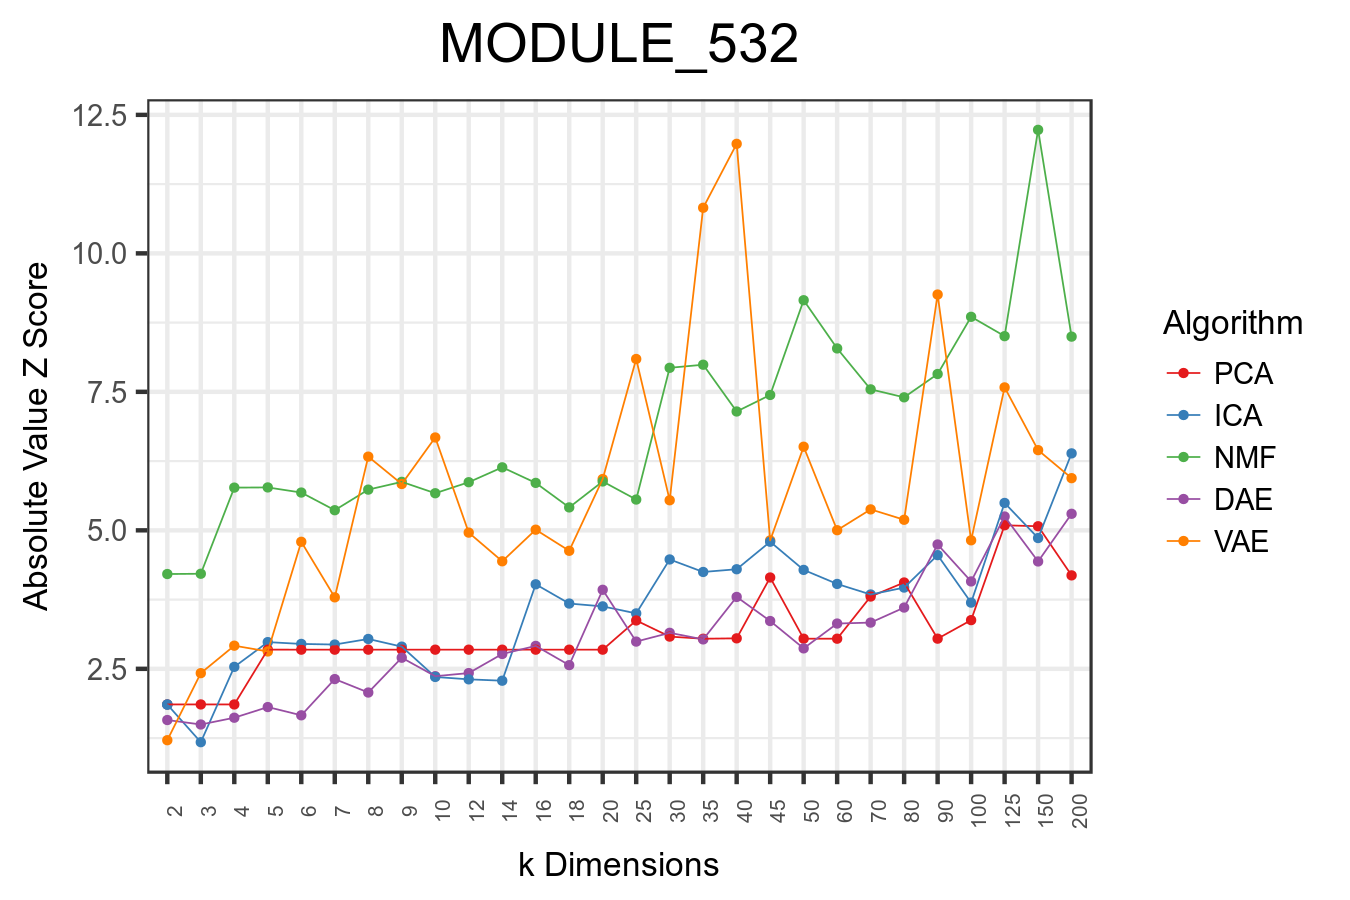 MODULE_532
Absolute Value Z Score
12.5
10.0
7.5
5.0
2.5
2 3 4 5 6 7 8 9 10 12 14 16 18 20 25 30 35 40 45 50 60 70 80 90 100 125 150 200
k Dimensions
Algorithm
PCA
ICA
NMF
DAE
VAE